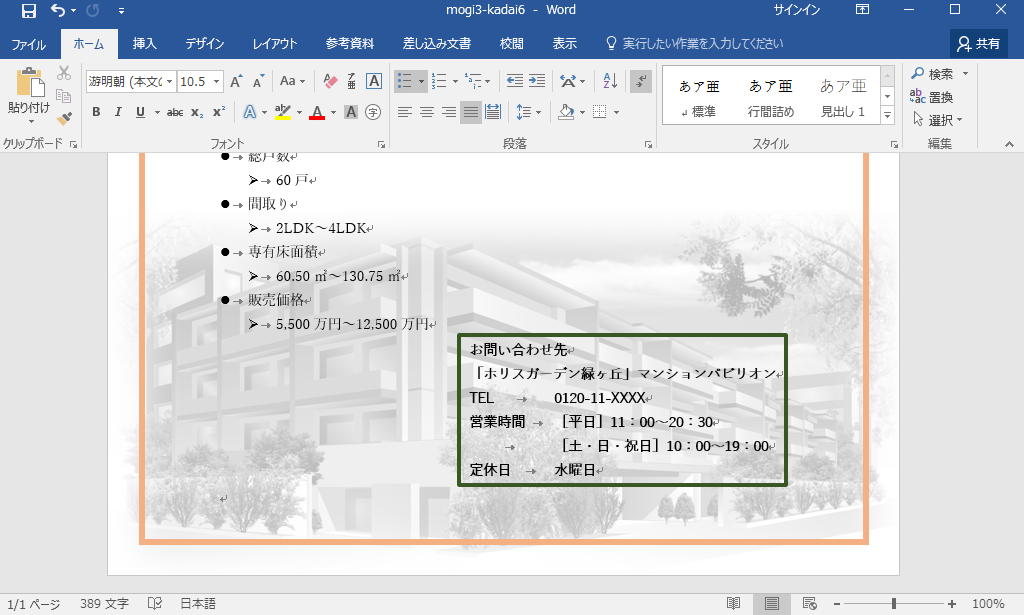 mogi3-kadai6 - Word
サインイン
ファイル ホーム 挿入 デザイン レイアウト 参考資料 差し込み文書 校閲 表示 実行したい作業を入力してください 共有
貼り付け
クリップボード
游明朝 (本文の 10.5
フォント
段落
あア亜 あア亜 あア亜
↲標準 行間詰め 見出し 1
スタイル
検索
置換
選択
編集
総戸数
60 戸
間取り
2LDK～4LDK
専有床面積
60.50 ㎡～130.75 ㎡
販売価格
5,500 万円～12,500 万円
お問い合わせ先
「ホリスガーデン緑ヶ丘」マンションパビリオン
TEL 0120-11-XXXX
営業時間 ［平日］11：00～20：30
［土・日・祝日］10：00～19：00
定休日 水曜日
1/1 ページ 389 文字 日本語 100%